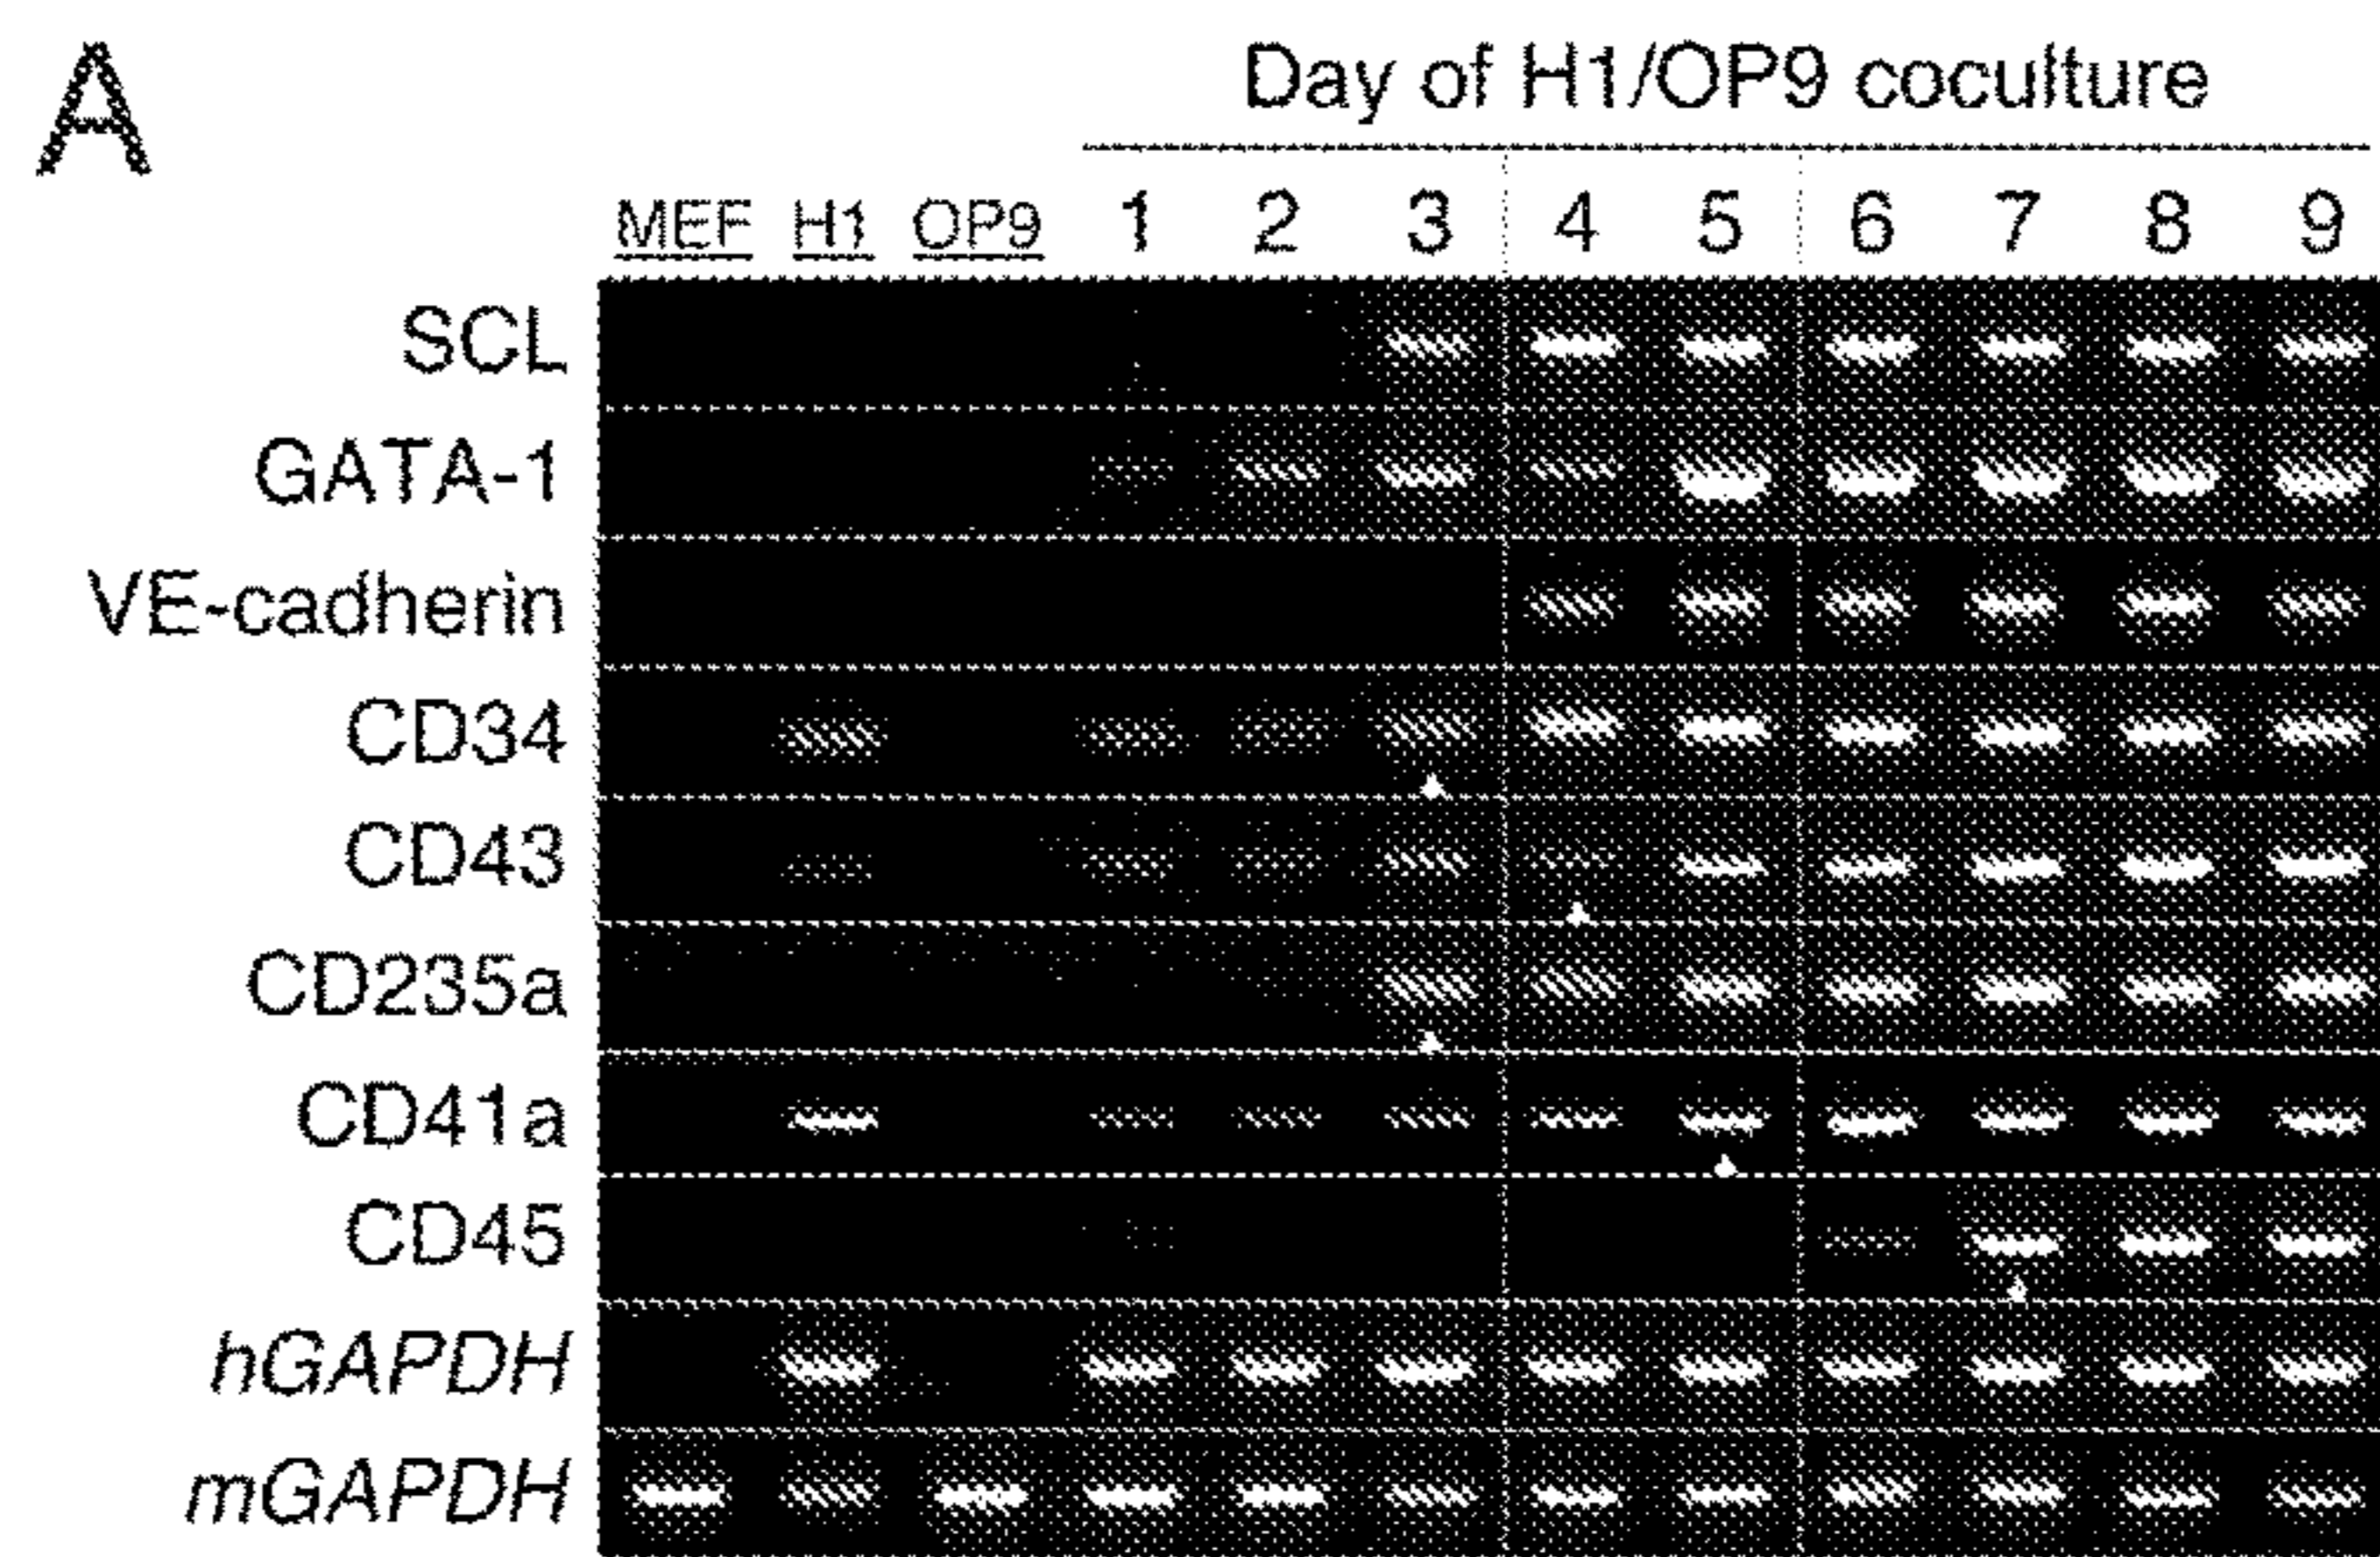 A
Day of H1/OP9 coculture
MEF H1 OP9 1 2 3 4 5 6 7 8 9
SCL
GATA-1
VE-cadherin
CD34
CD43
CD235a
CD41a
CD45
hGAPDH
mGAPDH